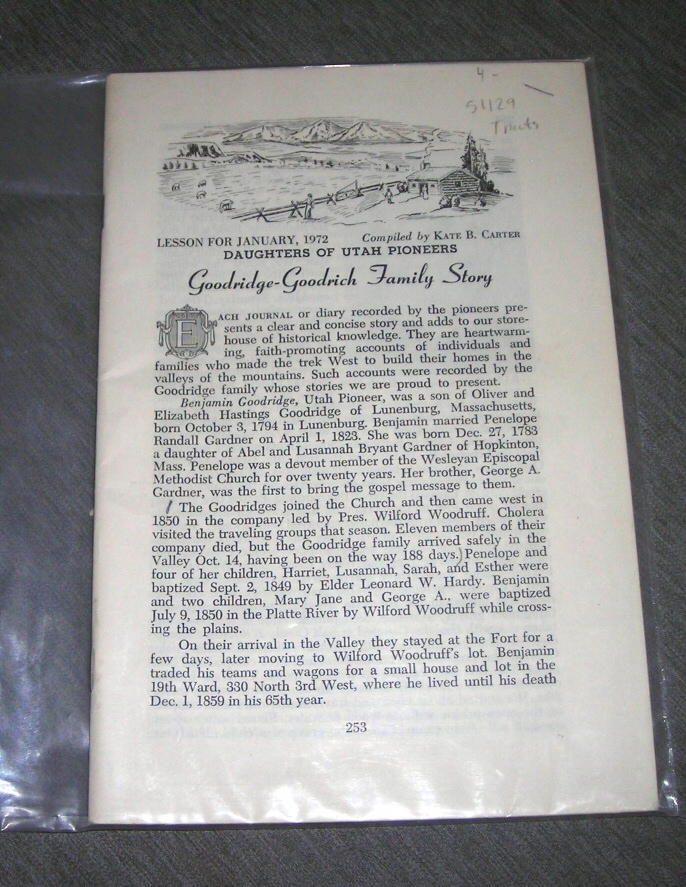 4-
51129
Tracts
LESSON FOR JANUARY, 1972 Compiled by KATE B. CARTER
DAUGHTERS OF UTAH PIONEERS
Goodridge-Goodrich Family Story
EACH JOURNAL or diary recorded by the pioneers pre-
sents a clear and concise story and adds to our store-
house of historical knowledge. They are heartwarm-
ing, faith-promoting accounts of individuals and
families who made the trek West to build their homes in the
valleys of the mountains. Such accounts were recorded by the
Goodridge family whose stories we are proud to present.
Benjamin Goodridge, Utah Pioneer, was a son of Oliver and
Elizabeth Hastings Goodridge of Lunenburg, Massachusetts,
born October 3, 1794 in Lunenburg. Benjamin married Penelope
Randall Gardner on April 1, 1823. She was born Dec. 27, 1783
a daughter of Abel and Lusannah Bryant Gardner of Hopkinton,
Mass. Penelope was a devout member of the Wesleyan Episcopal
Methodist Church for over twenty years. Her brother, George A.
Gardner, was the first to bring the gospel message to them.
The Goodridges joined the Church and then came west in
1850 in the company led by Pres. Wilford Woodruff. Cholera
visited the traveling groups that season. Eleven members of their
company died, but the Goodridge family arrived safely in the
Valley Oct. 14, having been on the way 188 days.] Penelope and
four of her children, Harriet, Lusannah, Sarah, and Esther were
baptized Sept. 2, 1849 by Elder Leonard W. Hardy. Benjamin
and two children, Mary Jane and George A., were baptized
July 9, 1850 in the Platte River by Wilford Woodruff while cross-
ing the plains.
On their arrival in the Valley they stayed at the Fort for a
few days, later moving to Wilford Woodruff's lot. Benjamin
traded his teams and wagons for a small house and lot in the
19th Ward, 330 North 3rd West, where he lived until his death
Dec. 1, 1859 in his 65th year.
253